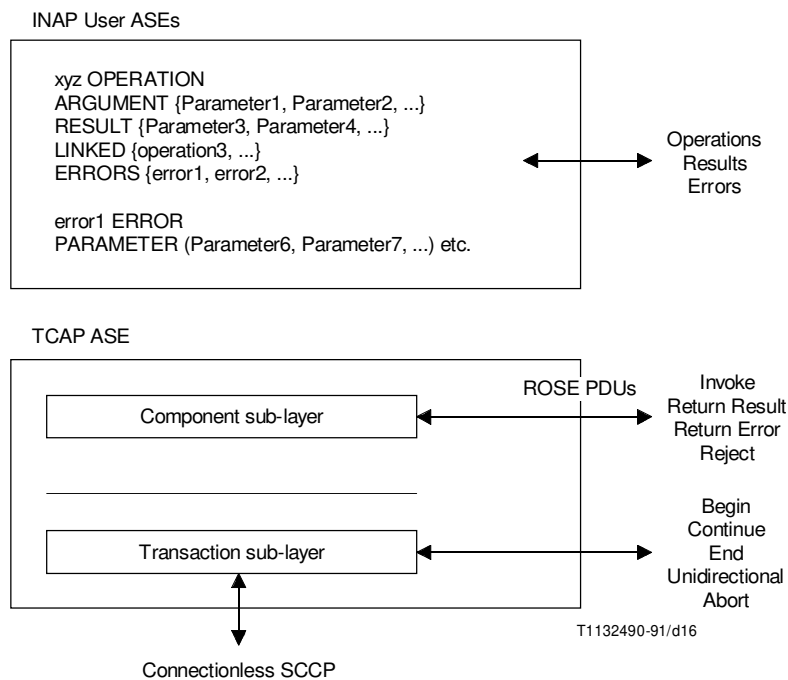 INAP User ASEs
xyz OPERATION
ARGUMENT {Parameter1, Parameter2, ...}
RESULT {Parameter3, Parameter4, ...}
LINKED {operation3, ...}
ERRORS {error1, error2, ...}
error1 ERROR
PARAMETER (Parameter6, Parameter7, ...) etc.
Operations
Results
Errors
TCAP ASE
Component sub-layer
ROSE PDUs
Invoke
Return Result
Return Error
Reject
Transaction sub-layer
Begin
Continue
End
Unidirectional
Abort
T1132490-91/d16
Connectionless SCCP